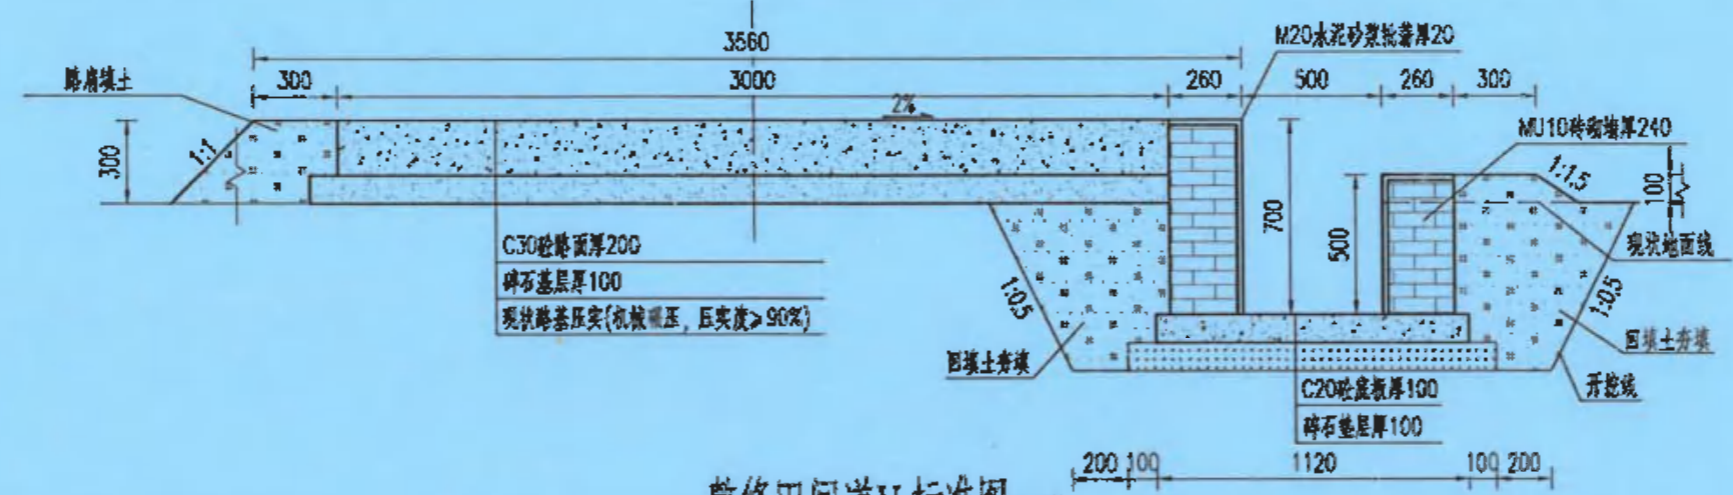 3560
M20水泥砂浆批荡厚20
路肩填土
300
3000
260
500
260
300
2%
MU10砖砌墙厚240
300
1:1
1:1.5
100
700
500
现状地面线
C30砼路面厚200
碎石基层厚100
现状路基压实(机械碾压, 压实度≥90%)
1:0.5
1:0.5
回填土夯填
回填土夯填
开挖线
C20砼底板厚100
碎石垫层厚100
200
100
1120
100
200